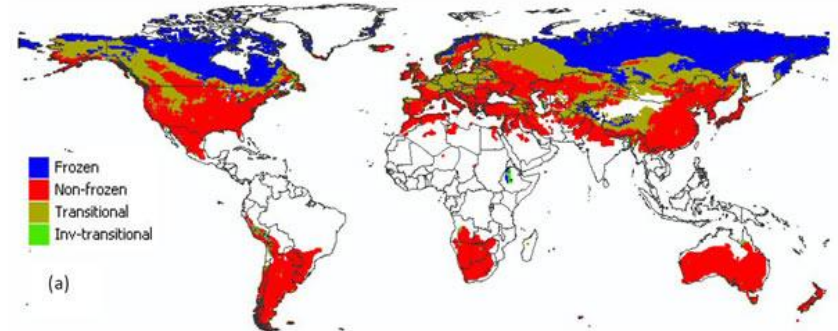 Frozen
Non-frozen
Transitional
Inv-transitional
(a)